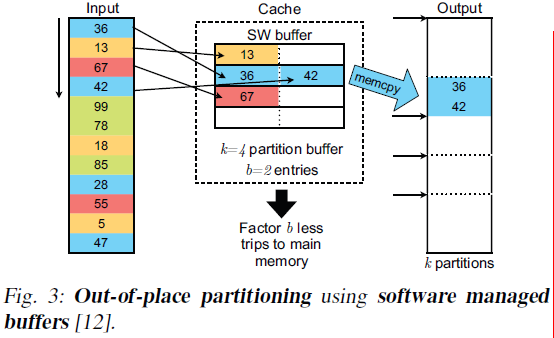 Input
36
13
67
42
99
78
18
85
28
55
5
47
Cache
SW buffer
13
36 42
67
k=4 partition buffer
b=2 entries
Factor b less
trips to main
memory
memcpy
Output
36
42
k partitions
Fig. 3: Out-of-place partitioning using software managed
buffers [12].